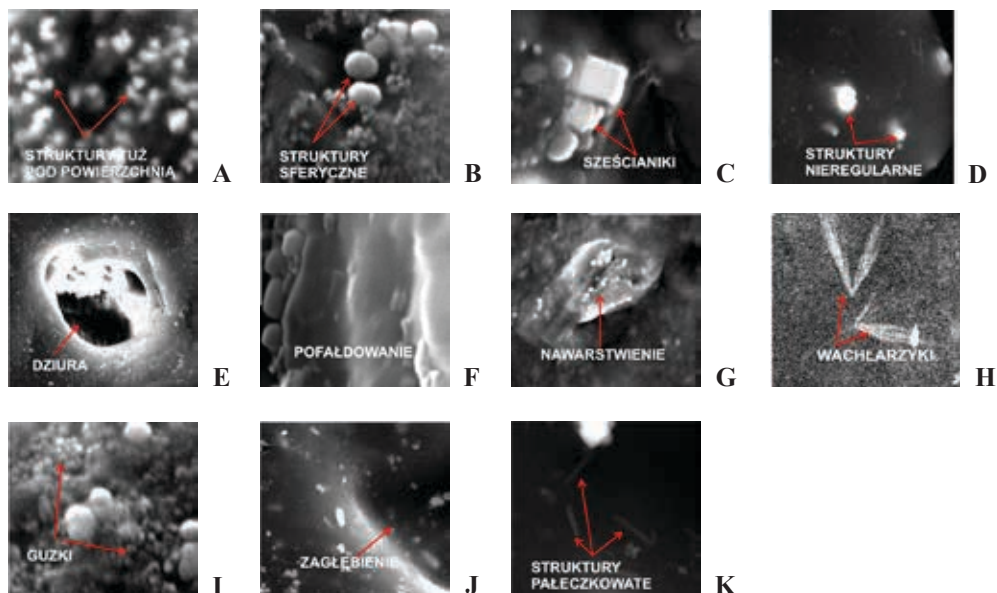 STRUKTURY TUŻ
POD POWIERZCHNIĄ
A
STRUKTURY
SFERYCZNE
B
SZEŚCIANIKI
C
STRUKTURY
NIEREGULARNE
D
DZIURA
E
POFAŁDOWANIE
F
NAWARSTWIENIE
G
WACHLARZYKI
H
GUZKI
I
ZAGŁĘBIENIE
J
STRUKTURY
PAŁECZKOWATE
K